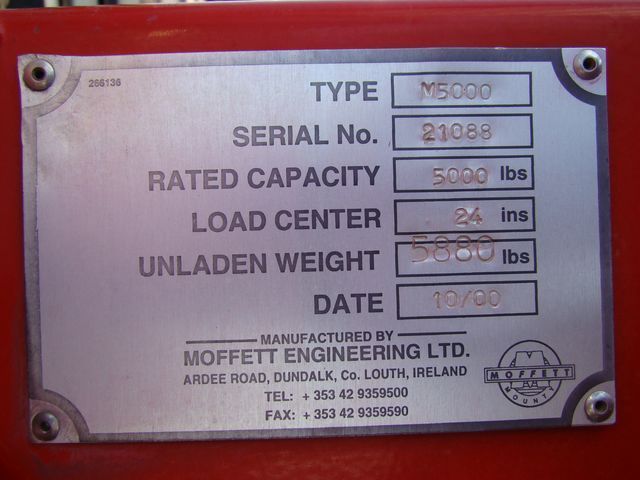 266136
TYPE M5000
SERIAL No. 21088
RATED CAPACITY 5000 lbs
LOAD CENTER 24 ins
UNLADEN WEIGHT 5880 lbs
DATE 10/00
MANUFACTURED BY
MOFFETT ENGINEERING LTD.
ARDEE ROAD, DUNDALK, Co. LOUTH, IRELAND
TEL: + 353 42 9359500
FAX: + 353 42 9359590
MOFFETT
MOUNTY